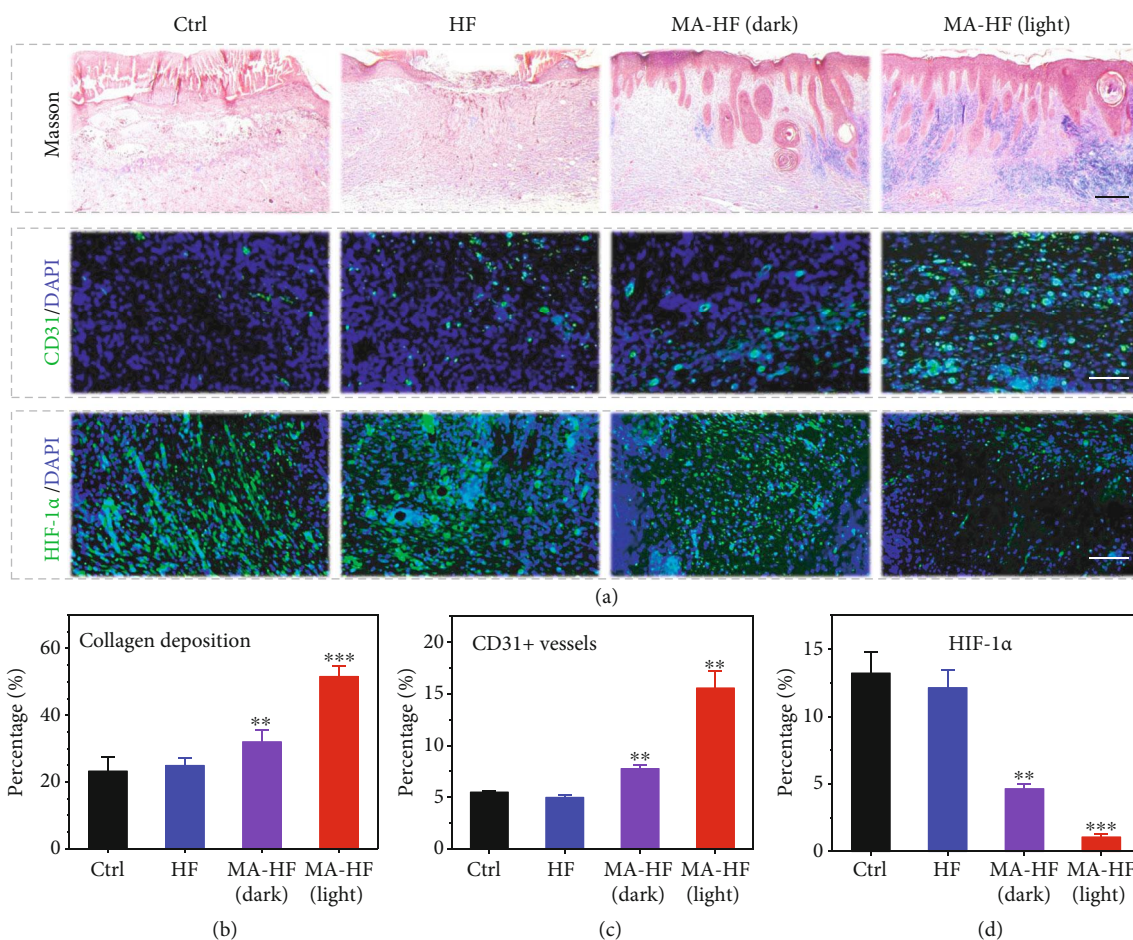 Ctrl HF MA-HF (dark) MA-HF (light)
Masson
CD31/DAPI
HIF-1α/DAPI
(a)
Collagen deposition
Percentage (%)
60
40
20
0
***
**
Ctrl HF MA-HF (dark) MA-HF (light)
(b)
CD31+ vessels
Percentage (%)
20
15
10
5
0
**
**
Ctrl HF MA-HF (dark) MA-HF (light)
(c)
HIF-1α
Percentage (%)
15
10
5
0
**
***
Ctrl HF MA-HF (dark) MA-HF (light)
(d)